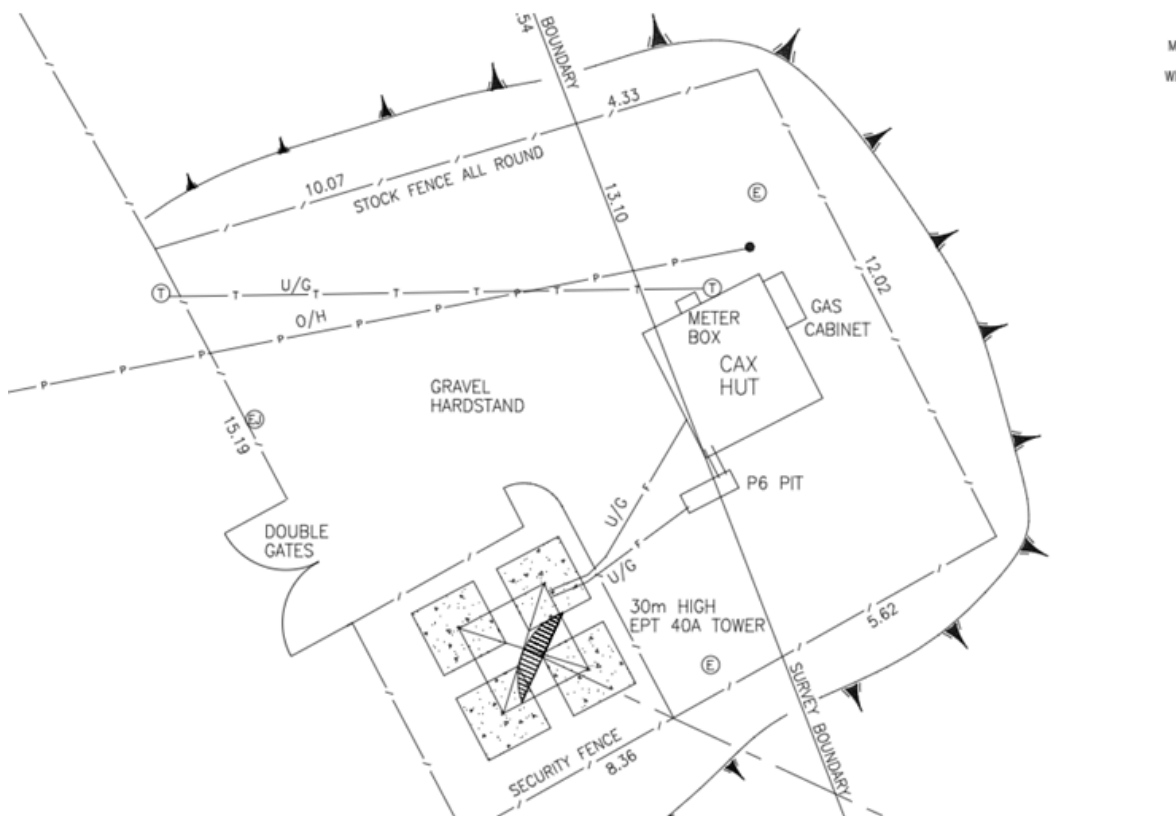 .54
BOUNDARY
M
4.33
10.07
STOCK FENCE ALL ROUND
13.10
E
12.02
P
P
T
U/G
T
T
T
T
P
T
T
T
GAS
CABINET
O/H
P
P
P
METER
BOX
P
P
P
CAX
HUT
GRAVEL
HARDSTAND
15.19
P6 PIT
F
U/G
DOUBLE
GATES
F
U/G
30m HIGH
EPT 40A TOWER
5.62
E
SURVEY BOUNDARY
SECURITY FENCE
8.36